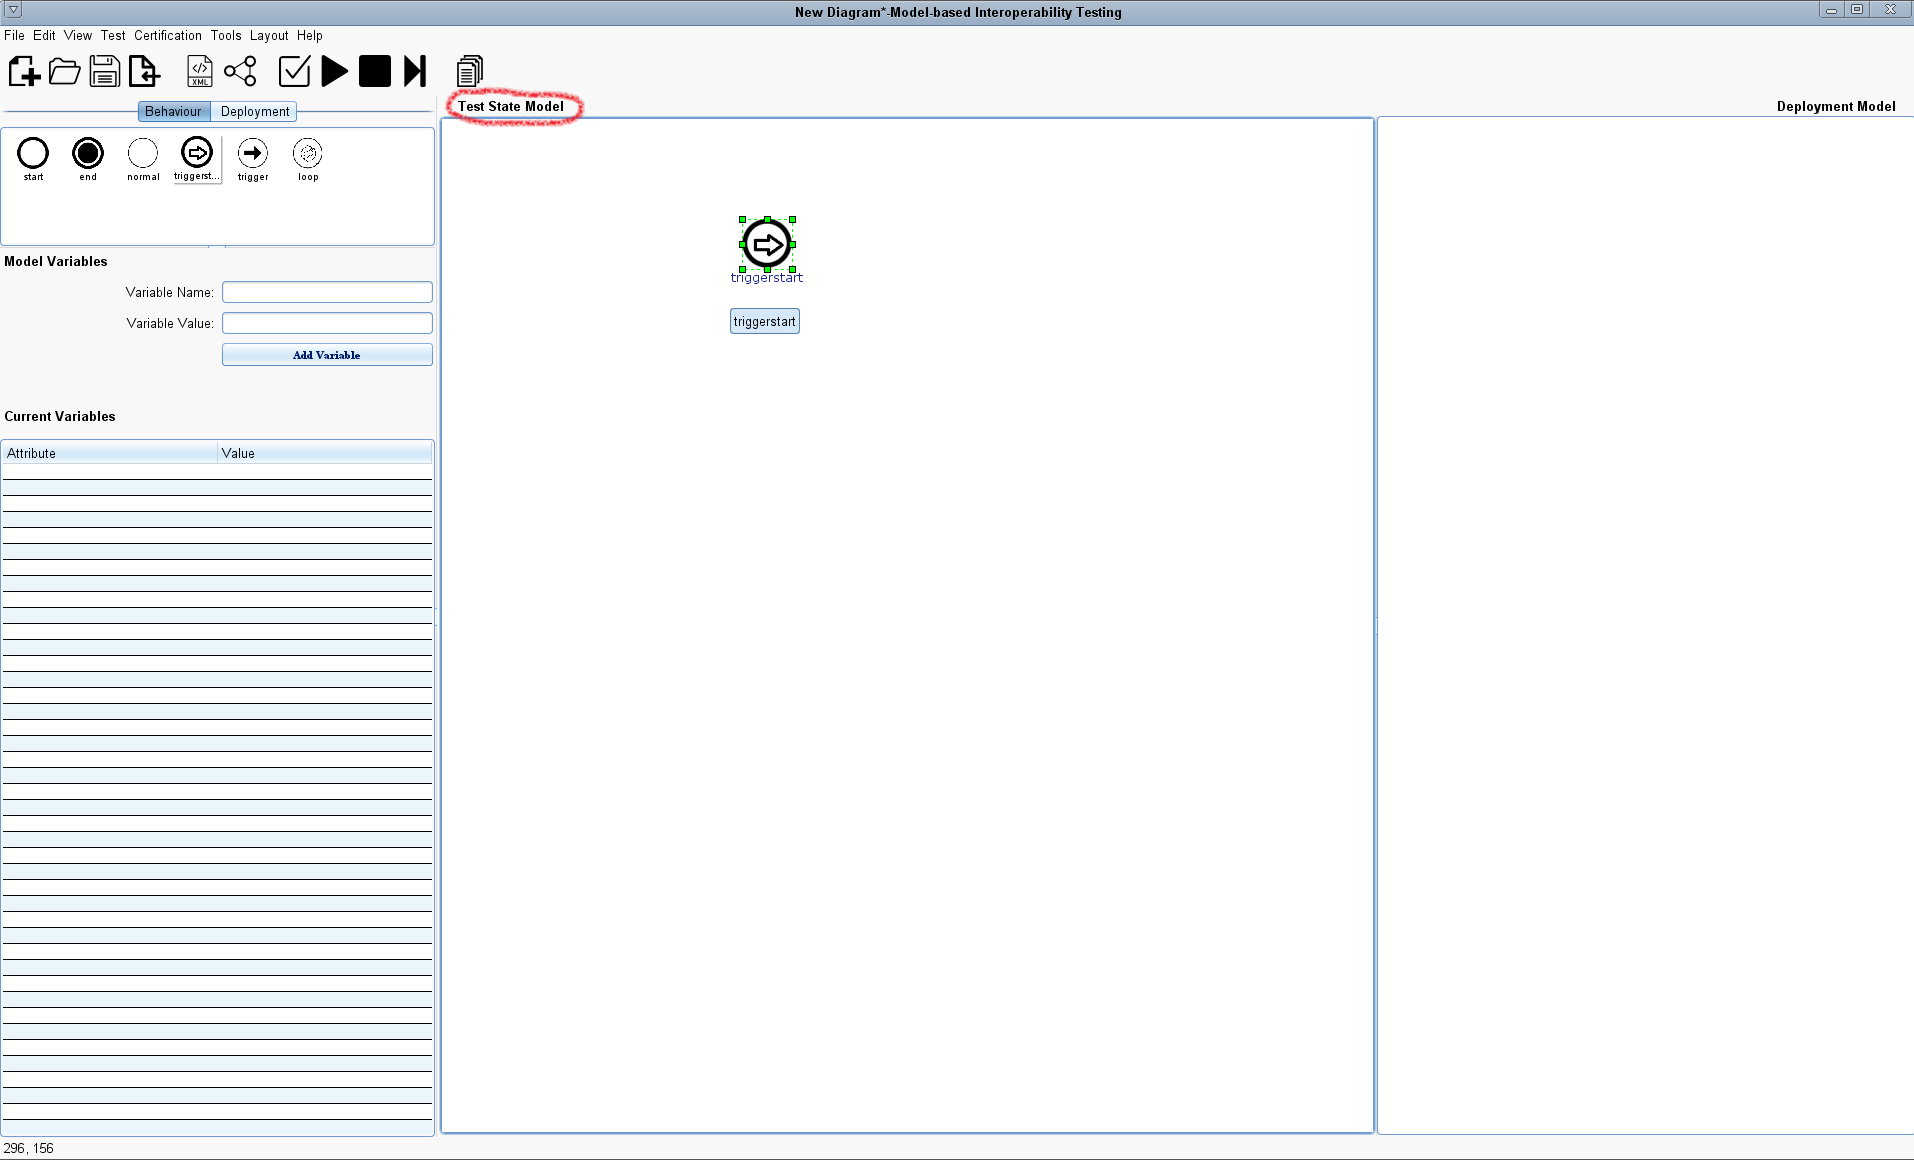 New Diagram*-Model-based Interoperability Testing
File Edit View Test Certification Tools Layout Help
XML
Behaviour Deployment
Test State Model
Deployment Model
start end normal triggerst... trigger loop
triggerstart
triggerstart
Model Variables
Variable Name:
Variable Value:
Add Variable
Current Variables
Attribute Value
296, 156